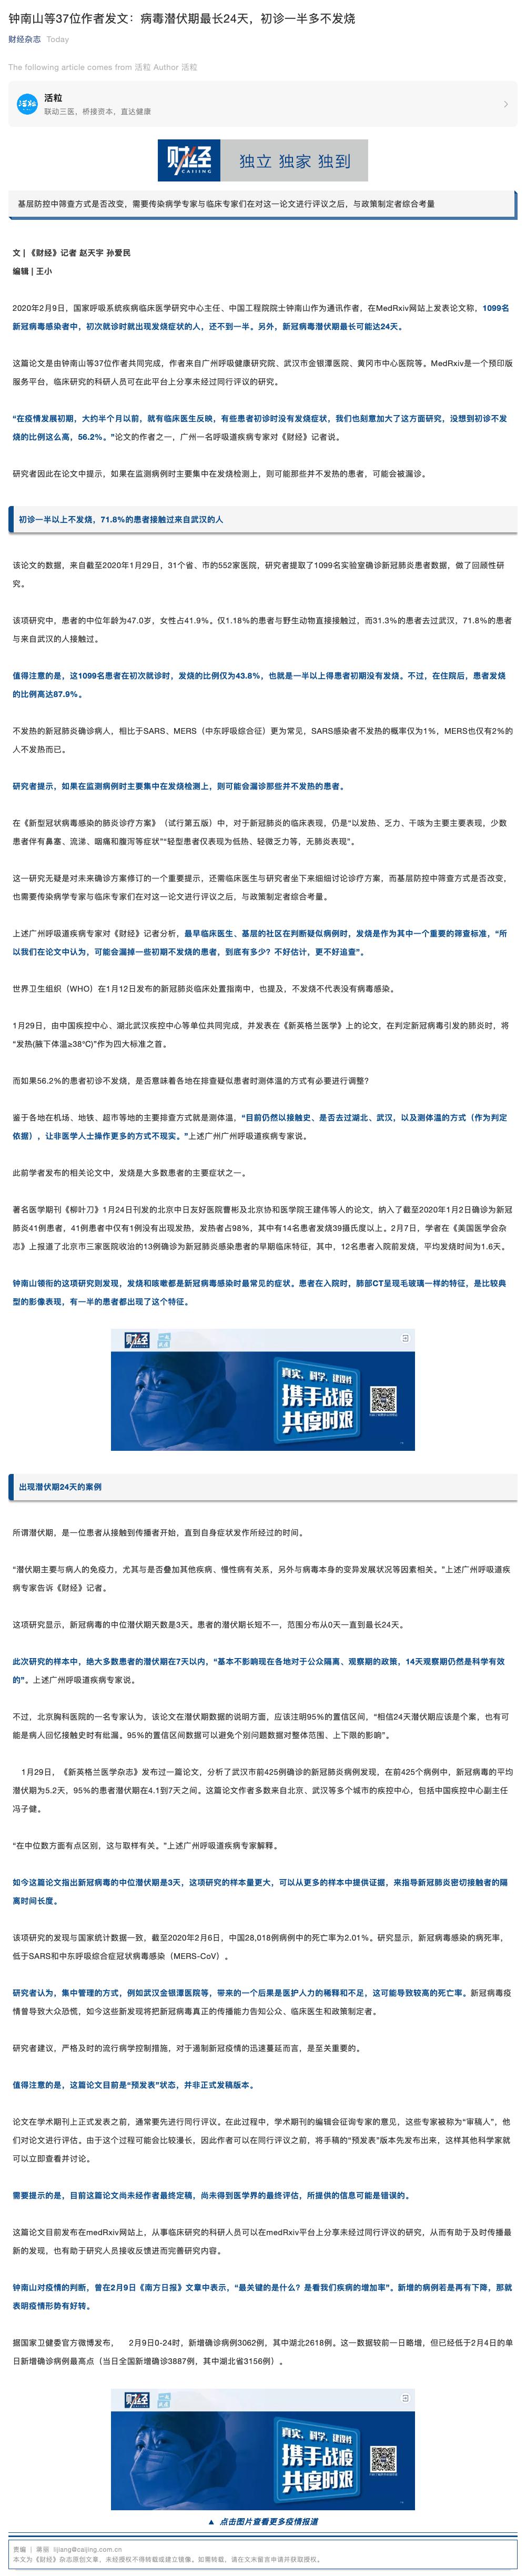 钟南山等37位作者发文：病毒潜伏期最长24天，初诊一半多不发烧
财经杂志 Today
The following article comes from 活粒 Author 活粒
活粒
联动三医，桥接资本，直达健康
财经
CAIJING
独立 独家 独到
基层防控中筛查方式是否改变，需要传染病学专家与临床专家们在对这一论文进行评议之后，与政策制定者综合考量
文 | 《财经》记者 赵天宇 孙爱民
编辑 | 王小
2020年2月9日，国家呼吸系统疾病临床医学研究中心主任、中国工程院院士钟南山作为通讯作者，在MedRxiv网站上发表论文称，1099名
新冠病毒感染者中，初次就诊时就出现发烧症状的人，还不到一半。另外，新冠病毒潜伏期最长可能达24天。
这篇论文是由钟南山等37位作者共同完成，作者来自广州呼吸健康研究院、武汉市金银潭医院、黄冈市中心医院等。MedRxiv是一个预印版
服务平台，临床研究的科研人员可在此平台上分享未经过同行评议的研究。
“在疫情发展初期，大约半个月以前，就有临床医生反映，有些患者初诊时没有发烧症状，我们也刻意加大了这方面研究，没想到初诊不发
烧的比例这么高，56.2%。”论文的作者之一，广州一名呼吸道疾病专家对《财经》记者说。
研究者因此在论文中提示，如果在监测病例时主要集中在发烧检测上，则可能那些并不发热的患者，可能会被漏诊。
初诊一半以上不发烧，71.8%的患者接触过来自武汉的人
该论文的数据，来自截至2020年1月29日，31个省、市的552家医院，研究者提取了1099名实验室确诊新冠肺炎患者数据，做了回顾性研
究。
该项研究中，患者的中位年龄为47.0岁，女性占41.9%。仅1.18%的患者与野生动物直接接触过，而31.3%的患者去过武汉，71.8%的患者
与来自武汉的人接触过。
值得注意的是，这1099名患者在初次就诊时，发烧的比例仅为43.8%，也就是一半以上得患者初期没有发烧。不过，在住院后，患者发烧
的比例高达87.9%。
不发热的新冠肺炎确诊病人，相比于SARS、MERS（中东呼吸综合征）更为常见，SARS感染者不发热的概率仅为1%，MERS也仅有2%的
人不发热而已。
研究者提示，如果在监测病例时主要集中在发烧检测上，则可能会漏诊那些并不发热的患者。
在《新型冠状病毒感染的肺炎诊疗方案》（试行第五版）中，对于新冠肺炎的临床表现，仍是“以发热、乏力、干咳为主要主要表现，少数
患者伴有鼻塞、流涕、咽痛和腹泻等症状”“轻型患者仅表现为低热、轻微乏力等，无肺炎表现”。
这一研究无疑是对未来确诊方案修订的一个重要提示，还需临床医生与研究者坐下来细细讨论诊疗方案，而基层防控中筛查方式是否改变，
也需要传染病学专家与临床专家们在对这一论文进行评议之后，与政策制定者综合考量。
上述广州呼吸道疾病专家对《财经》记者分析，最早临床医生、基层的社区在判断疑似病例时，发烧是作为其中一个重要的筛查标准，“所
以我们在论文中认为，可能会漏掉一些初期不发烧的患者，到底有多少？不好估计，更不好追查”。
世界卫生组织（WHO）在1月12日发布的新冠肺炎临床处置指南中，也提及，不发烧不代表没有病毒感染。
1月29日，由中国疾控中心、湖北武汉疾控中心等单位共同完成，并发表在《新英格兰医学》上的论文，在判定新冠病毒引发的肺炎时，将
“发热(腋下体温≥38°C)”作为四大标准之首。
而如果56.2%的患者初诊不发烧，是否意味着各地在排查疑似患者时测体温的方式有必要进行调整?
鉴于各地在机场、地铁、超市等地的主要排查方式就是测体温，“目前仍然以接触史、是否去过湖北、武汉，以及测体温的方式（作为判定
依据），让非医学人士操作更多的方式不现实。”上述广州广州呼吸道疾病专家说。
此前学者发布的相关论文中，发烧是大多数患者的主要症状之一。
著名医学期刊《柳叶刀》1月24日刊发的北京中日友好医院曹彬及北京协和医学院王建伟等人的论文，纳入了截至2020年1月2日确诊为新冠
肺炎41例患者，41例患者中仅有1例没有出现发热，发热者占98%，其中有14名患者发烧39摄氏度以上。2月7日，学者在《美国医学会杂
志》上报道了北京市三家医院收治的13例确诊为新冠肺炎感染患者的早期临床特征，其中，12名患者入院前发烧，平均发烧时间为1.6天。
钟南山领衔的这项研究则发现，发烧和咳嗽都是新冠病毒感染时最常见的症状。患者在入院时，肺部CT呈现毛玻璃一样的特征，是比较典
型的影像表现，有一半的患者都出现了这个特征。
财经
真实、科学、建设性
携手战疫
共度时艰
出现潜伏期24天的案例
所谓潜伏期，是一位患者从接触到传播者开始，直到自身症状发作所经过的时间。
“潜伏期主要与病人的免疫力，尤其与是否叠加其他疾病、慢性病有关系，另外与病毒本身的变异发展状况等因素相关。”上述广州呼吸道疾
病专家告诉《财经》记者。
这项研究显示，新冠病毒的中位潜伏期天数是3天。患者的潜伏期长短不一，范围分布从0天一直到最长24天。
此次研究的样本中，绝大多数患者的潜伏期在7天以内，“基本不影响现在各地对于公众隔离、观察期的政策，14天观察期仍然是科学有效
的”。上述广州呼吸道疾病专家说。
不过，北京胸科医院的一名专家认为，该论文在潜伏期数据的说明方面，应该注明95%的置信区间，“相信24天潜伏期应该是个案，也有可
能是病人回忆接触史时有纰漏。95%的置信区间数据可以避免个别问题数据对整体范围、上下限的影响”。
1月29日，《新英格兰医学杂志》发布过一篇论文，分析了武汉市前425例确诊的新冠肺炎病例发现，在前425个病例中，新冠病毒的平均
潜伏期为5.2天，95%的患者潜伏在4.1到7天之间。这篇论文作者多数来自北京、武汉等多个城市的疾控中心，包括中国疾控中心副主任
冯子健。
“在中位数方面有点区别，这与取样有关。”上述广州呼吸道疾病专家解释。
如今这篇论文指出新冠病毒的中位潜伏期是3天，这项研究的样本量更大，可以从更多的样本中提供证据，来指导新冠肺炎密切接触者的隔
离时间长度。
该项研究的发现与国家统计数据一致，截至2020年2月6日，中国28,018例病例中的死亡率为2.01%。研究显示，新冠病毒感染的病死率，
低于SARS和中东呼吸综合症冠状病毒感染（MERS-CoV）。
研究者认为，集中管理的方式，例如武汉金银潭医院等，带来的一个后果是医护人力的稀释和不足，这可能导致较高的死亡率。新冠病毒疫
情曾导致大众恐慌，如今这些新发现将把新冠病毒真正的传播能力告知公众、临床医生和政策制定者。
研究者建议，严格及时的流行病学控制措施，对于遏制新冠疫情的迅速蔓延而言，是至关重要的。
值得注意的是，这篇论文目前是“预发表”状态，并非正式发稿版本。
论文在学术期刊上正式发表之前，通常要先进行同行评议。在此过程中，学术期刊的编辑会征询专家的意见，这些专家被称为“审稿人”，他
们对论文进行评估。由于这个过程可能会比较漫长，因此作者可以在同行评议之前，将手稿的“预发表”版本先发布出来，这样其他科学家就
可以立即查看并讨论。
需要提示的是，目前这篇论文尚未经作者最终定稿，尚未得到医学界的最终评估，所提供的信息可能是错误的。
这篇论文目前发布在medRxiv网站上，从事临床研究的科研人员可以在medRxiv平台上分享未经过同行评议的研究，从而有助于及时传播最
新的发现，也有助于研究人员接收反馈进而完善研究内容。
钟南山对疫情的判断，曾在2月9日《南方日报》文章中表示，“最关键的是什么？是看我们疾病的增加率”。新增的病例若是再有下降，那就
表明疫情形势有好转。
据国家卫健委官方微博发布， 2月9日0-24时，新增确诊病例3062例，其中湖北2618例。这一数据较前一日略增，但已经低于2月4日的单
日新增确诊病例最高点（当日全国新增确诊3887例，其中湖北省3156例）。
财经
真实、科学、建设性
携手战疫
共度时艰
▲ 点击图片查看更多疫情报道
责编 | 蒋丽 lijiang@caijing.com.cn
本文为《财经》杂志原创文章，未经授权不得转载或建立镜像。如需转载，请在文末留言申请并获取授权。